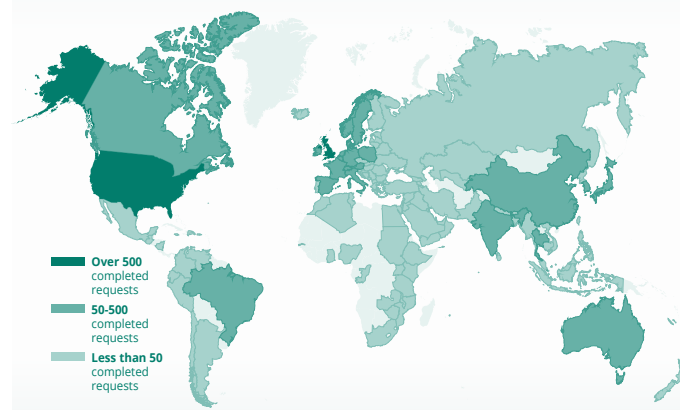 Over 500
completed
requests
50-500
completed
requests
Less than 50
completed
requests